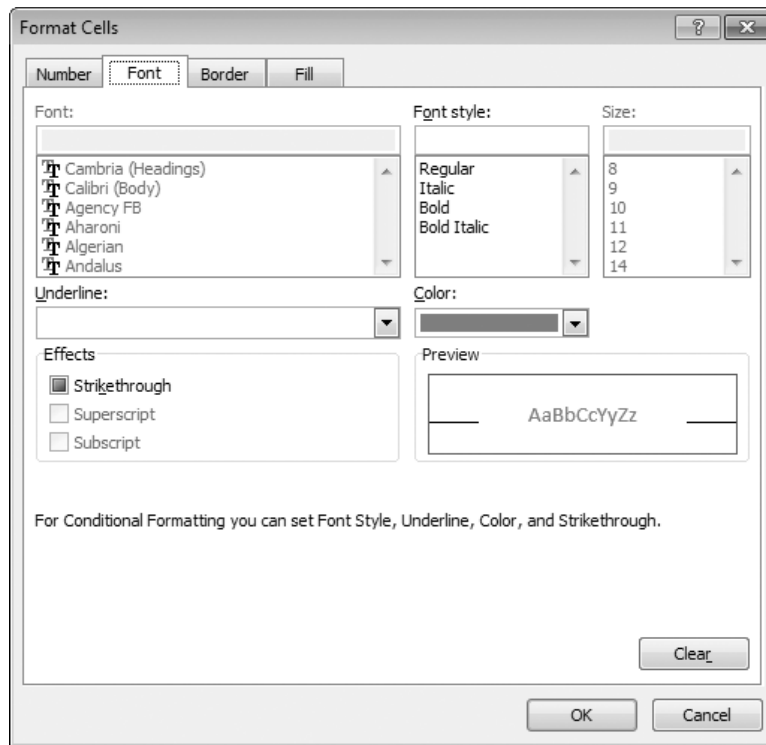 Format Cells
Number Font Border Fill
Font: Font style: Size:
Cambria (Headings) Regular 8
Calibri (Body) Italic 9
Agency FB Bold 10
Aharoni Bold Italic 11
Algerian 12
Andalus 14
Underline: Color:
Effects Preview
Strikethrough
Superscript AaBbCcYyZz
Subscript
For Conditional Formatting you can set Font Style, Underline, Color, and Strikethrough.
Clear
OK Cancel